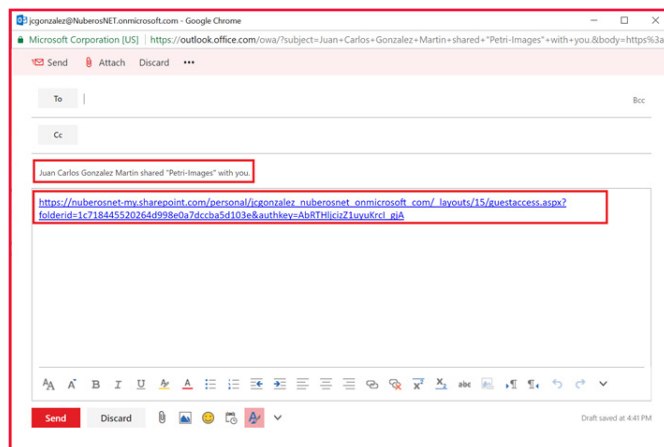 jcgonzalez@NuberosNET.onmicrosoft.com - Google Chrome
Microsoft Corporation [US] | https://outlook.office.com/owa/?subject=Juan+Carlos+Gonzalez+Martin+shared+"Petri-Images"+with+you.&body=https%3a
Send Attach Discard •••
To Bcc
Cc
Juan Carlos Gonzalez Martin shared "Petri-Images" with you.
https://nuberosnet-my.sharepoint.com/personal/jcgonzalez_nuberosnet_onmicrosoft_com/_layouts/15/guestaccess.aspx?
folderid=1c718445520264d998e0a7dccba5d103e&authkey=AbRTHljcizZ1uyuKrcl_gjA
Send Discard Draft saved at 4:41 PM